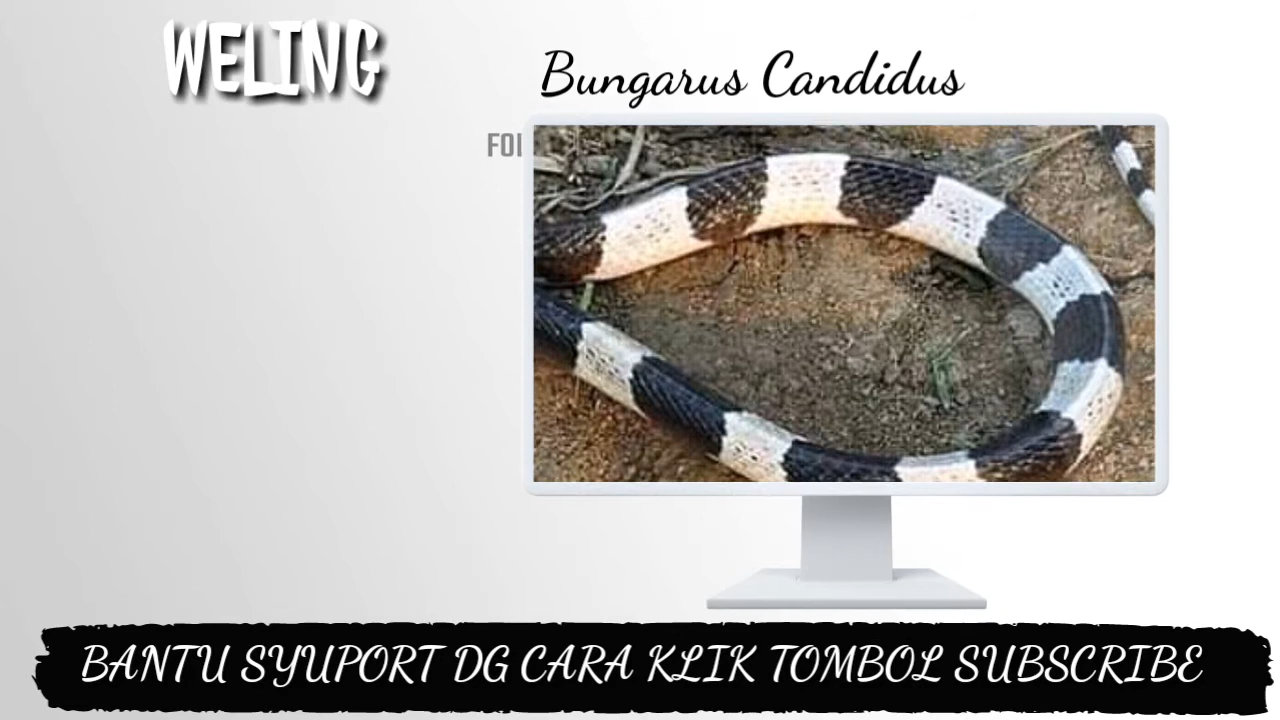 WELING
Bungarus Candidus
BANTU SYUPORT DG CARA KLIK TOMBOL SUBSCRIBE